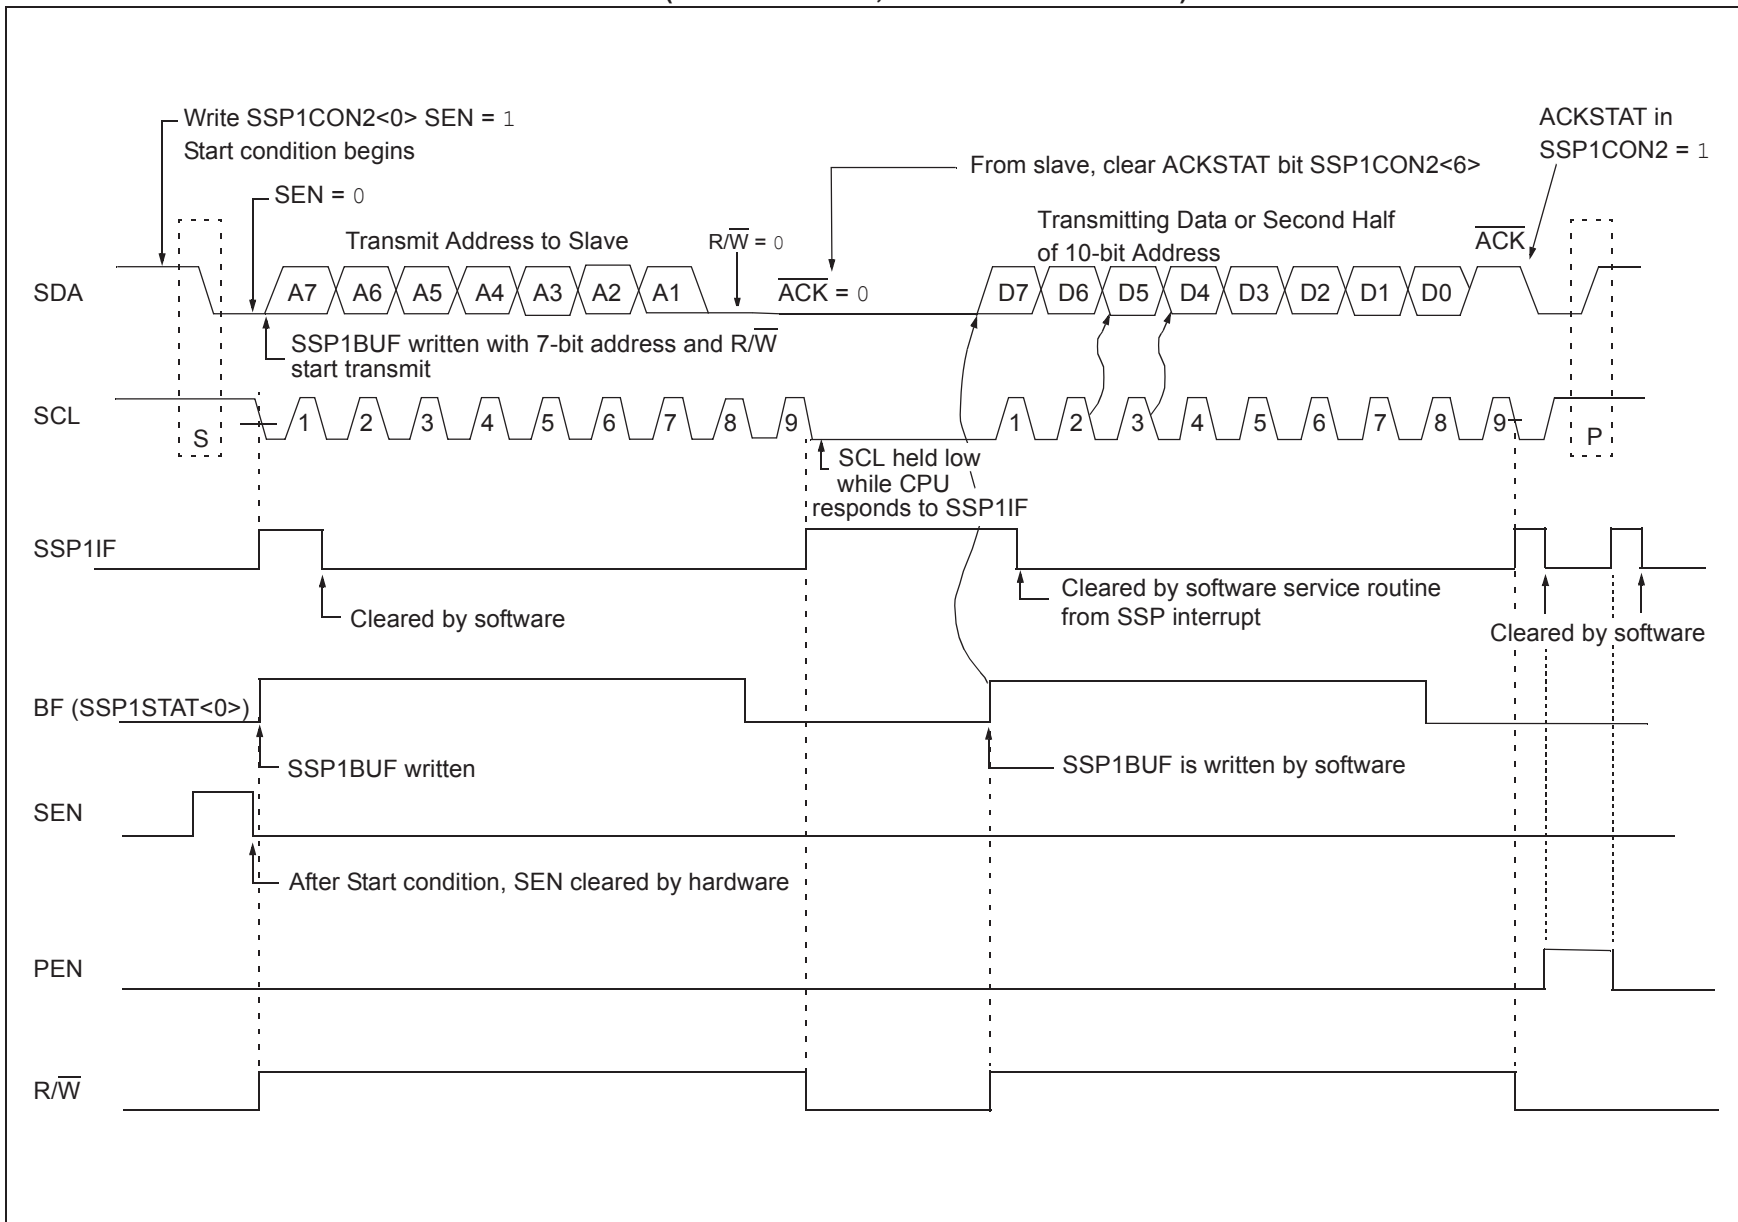 Write SSP1CON2<0> SEN = 1
Start condition begins
ACKSTAT in
SSP1CON2 = 1
From slave, clear ACKSTAT bit SSP1CON2<6>
SEN = 0
Transmit Address to Slave
R/W̅ = 0
Transmitting Data or Second Half
of 10-bit Address
A̅C̅K̅
SDA
A7 A6 A5 A4 A3 A2 A1
A̅C̅K̅ = 0
D7 D6 D5 D4 D3 D2 D1 D0
SSP1BUF written with 7-bit address and R/W̅
start transmit
SCL
S
1 2 3 4 5 6 7 8 9
1 2 3 4 5 6 7 8 9
P
SCL held low
while CPU
responds to SSP1IF
SSP1IF
Cleared by software
Cleared by software service routine
from SSP interrupt
Cleared by software
BF (SSP1STAT<0>)
SSP1BUF written
SSP1BUF is written by software
SEN
After Start condition, SEN cleared by hardware
PEN
R/W̅